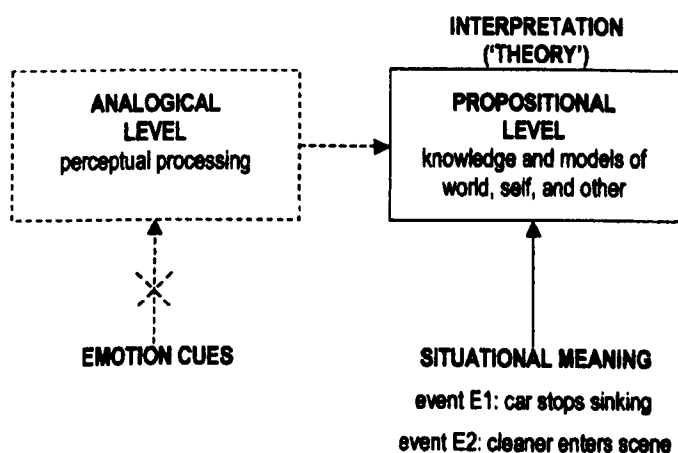 INTERPRETATION
('THEORY')
ANALOGICAL
LEVEL
perceptual processing
PROPOSITIONAL
LEVEL
knowledge and models of
world, self, and other
EMOTION CUES
SITUATIONAL MEANING
event E1: car stops sinking
event E2: cleaner enters scene